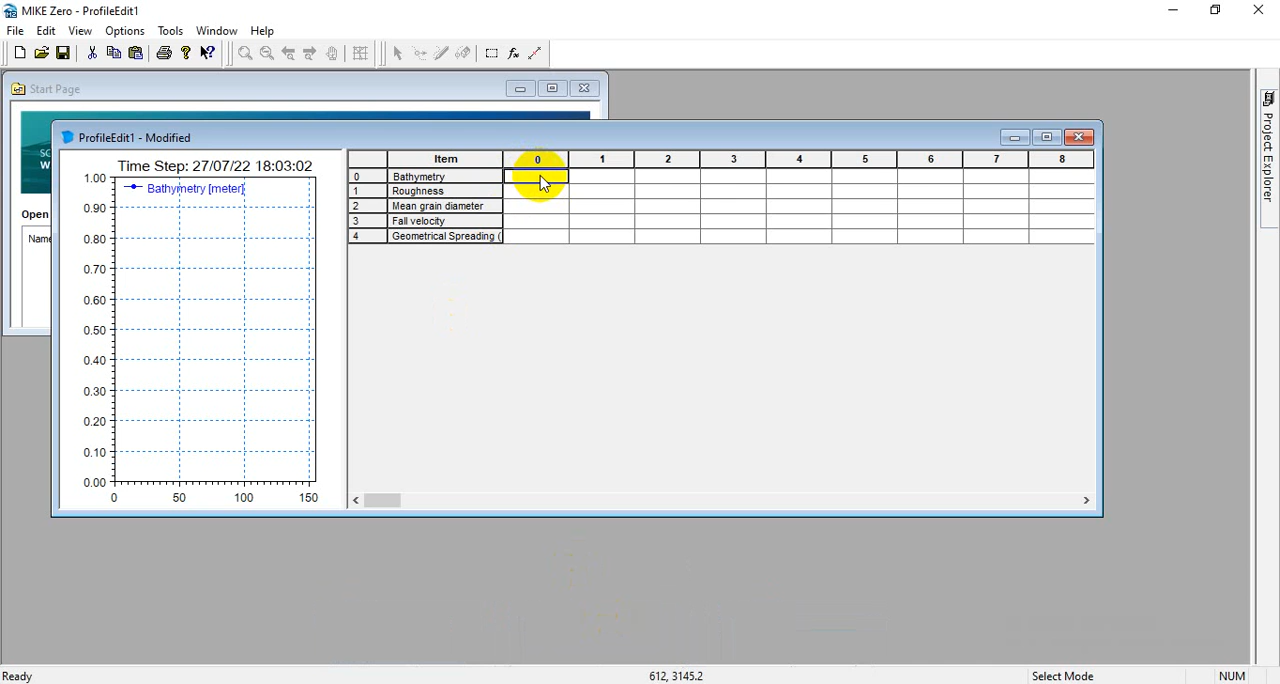 MIKE Zero - ProfileEdit1
File Edit View Options Tools Window Help
Start Page
Project Explorer
ProfileEdit1 - Modified
Time Step: 27/07/22 18:03:02
Bathymetry [meter]
1.00
0.90
0.80
0.70
0.60
0.50
0.40
0.30
0.20
0.10
0.00
0 50 100 150
Open
Name
Item 0 1 2 3 4 5 6 7 8
0 Bathymetry
1 Roughness
2 Mean grain diameter
3 Fall velocity
4 Geometrical Spreading (
Ready 612, 3145.2 Select Mode NUM